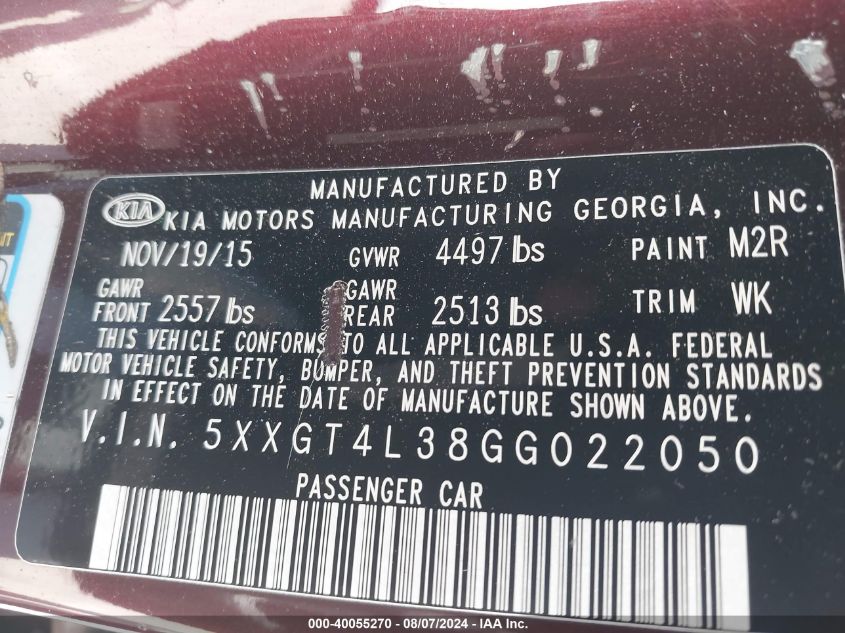 MANUFACTURED BY
KIA KIA MOTORS MANUFACTURING GEORGIA, INC.
NOV/19/15 GVWR 4497 lbs PAINT M2R
GAWR FRONT 2557 lbs GAWR REAR 2513 lbs TRIM WK
THIS VEHICLE CONFORMS TO ALL APPLICABLE U.S.A. FEDERAL
MOTOR VEHICLE SAFETY, BUMPER, AND THEFT PREVENTION STANDARDS
IN EFFECT ON THE DATE OF MANUFACTURE SHOWN ABOVE.
V.I.N. 5XXGT4L38GG022050
PASSENGER CAR
000-40055270 - 08/07/2024 - IAA Inc.